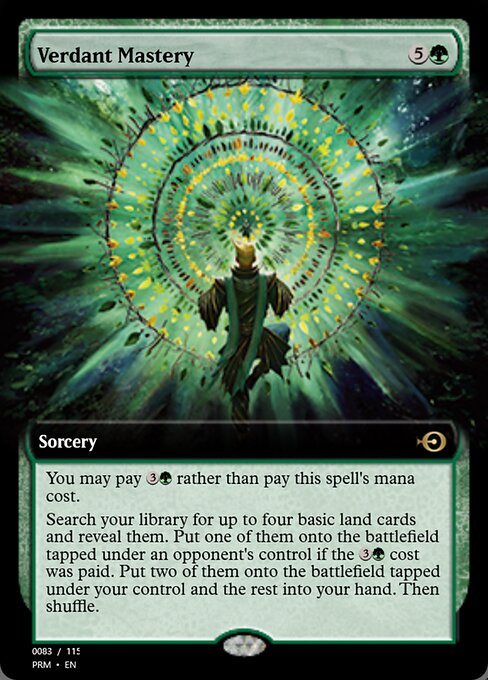 Verdant Mastery 5
Sorcery
You may pay 3 rather than pay this spell's mana
cost.
Search your library for up to four basic land cards
and reveal them. Put one of them onto the battlefield
tapped under an opponent's control if the 3 cost
was paid. Put two of them onto the battlefield tapped
under your control and the rest into your hand. Then
shuffle.
0083 / 115
PRM • EN